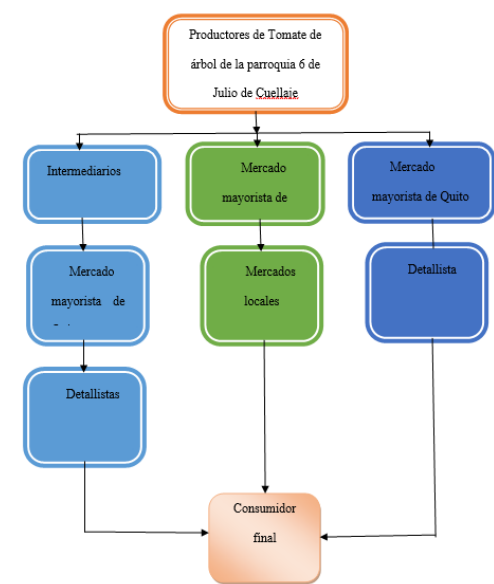 Productores de Tomate de
árbol de la parroquia 6 de
Julio de Cuellaje
Intermediarios
Mercado
mayorista de
Mercado
mayorista de Quito
Mercado
mayorista de
Mercados
locales
Detallista
Detallistas
Consumidor
final